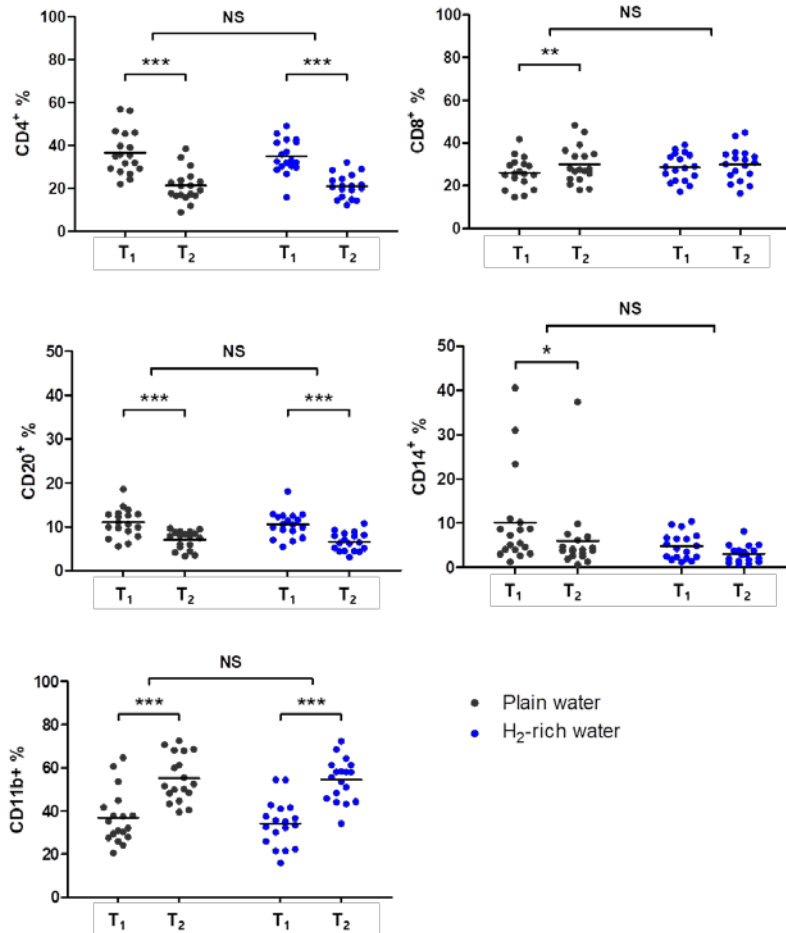 NS
*** ***
CD4⁺ %
100
80
60
40
20
0
T₁ T₂ T₁ T₂
NS
**
CD8⁺ %
100
80
60
40
20
0
T₁ T₂ T₁ T₂
NS
*** ***
CD20⁺ %
50
40
30
20
10
0
T₁ T₂ T₁ T₂
NS
*
CD14⁺ %
50
40
30
20
10
0
T₁ T₂ T₁ T₂
NS
*** ***
CD11b+ %
100
80
60
40
20
0
T₁ T₂ T₁ T₂
Plain water
H₂-rich water